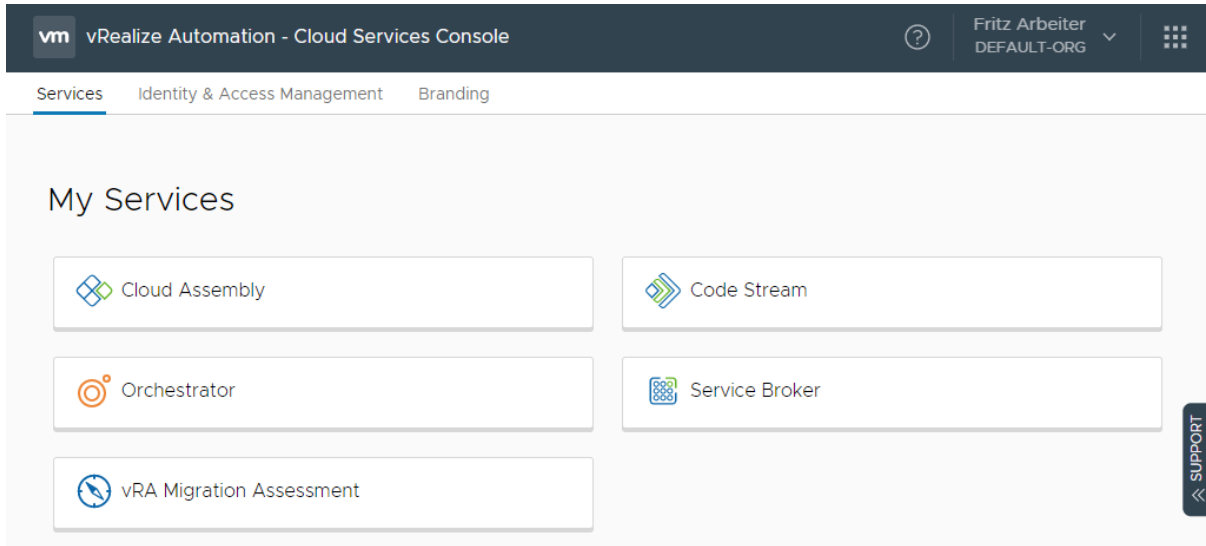 vm vRealize Automation - Cloud Services Console
? Fritz Arbeiter
DEFAULT-ORG
Services Identity & Access Management Branding
My Services
Cloud Assembly
Code Stream
Orchestrator
Service Broker
vRA Migration Assessment
SUPPORT